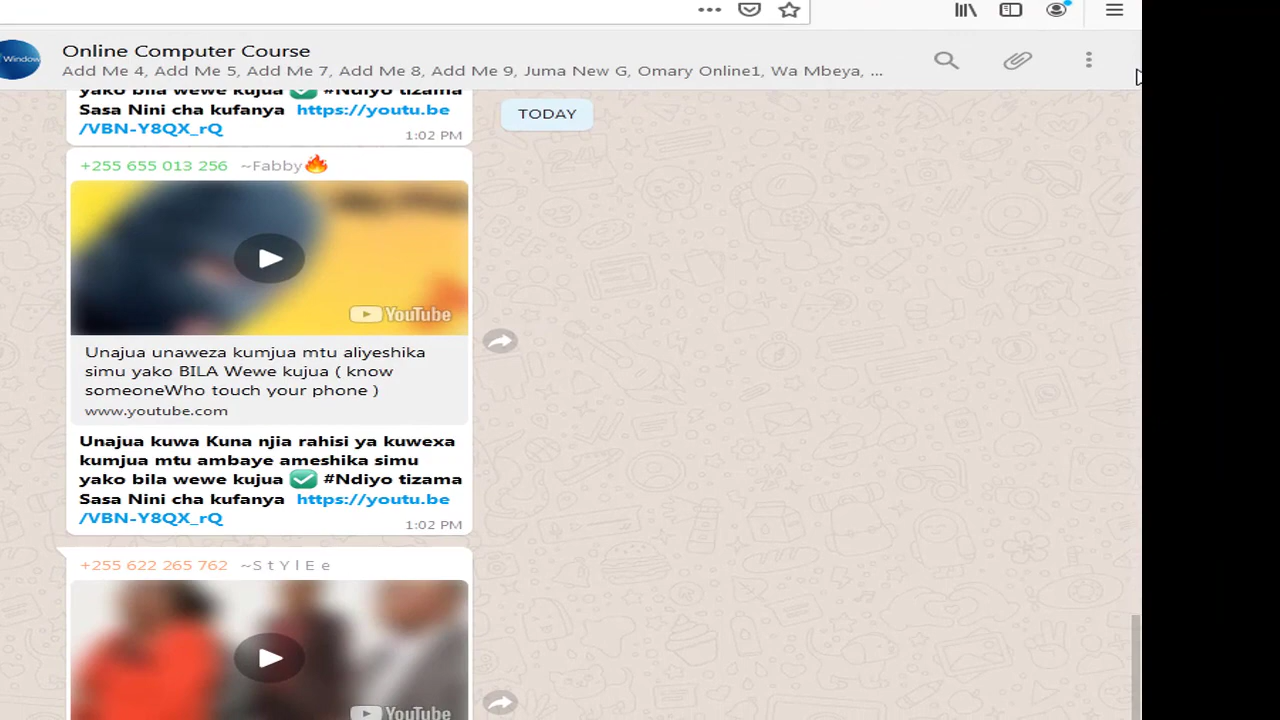 Window
Online Computer Course
Add Me 4, Add Me 5, Add Me 7, Add Me 8, Add Me 9, Juma New G, Omary Online1, Wa Mbeya, ...
TODAY
yako bila wewe kujua ✅ #Ndiyo tizama
Sasa Nini cha kufanya https://youtu.be
/VBN-Y8QX_rQ
1:02 PM
+255 655 013 256 ~Fabby🔥
YouTube
Unajua unaweza kumjua mtu aliyeshika
simu yako BILA Wewe kujua ( know
someoneWho touch your phone )
www.youtube.com
Unajua kuwa Kuna njia rahisi ya kuwexa
kumjua mtu ambaye ameshika simu
yako bila wewe kujua ✅ #Ndiyo tizama
Sasa Nini cha kufanya https://youtu.be
/VBN-Y8QX_rQ
1:02 PM
+255 622 265 762 ~S t Y l E e
YouTube